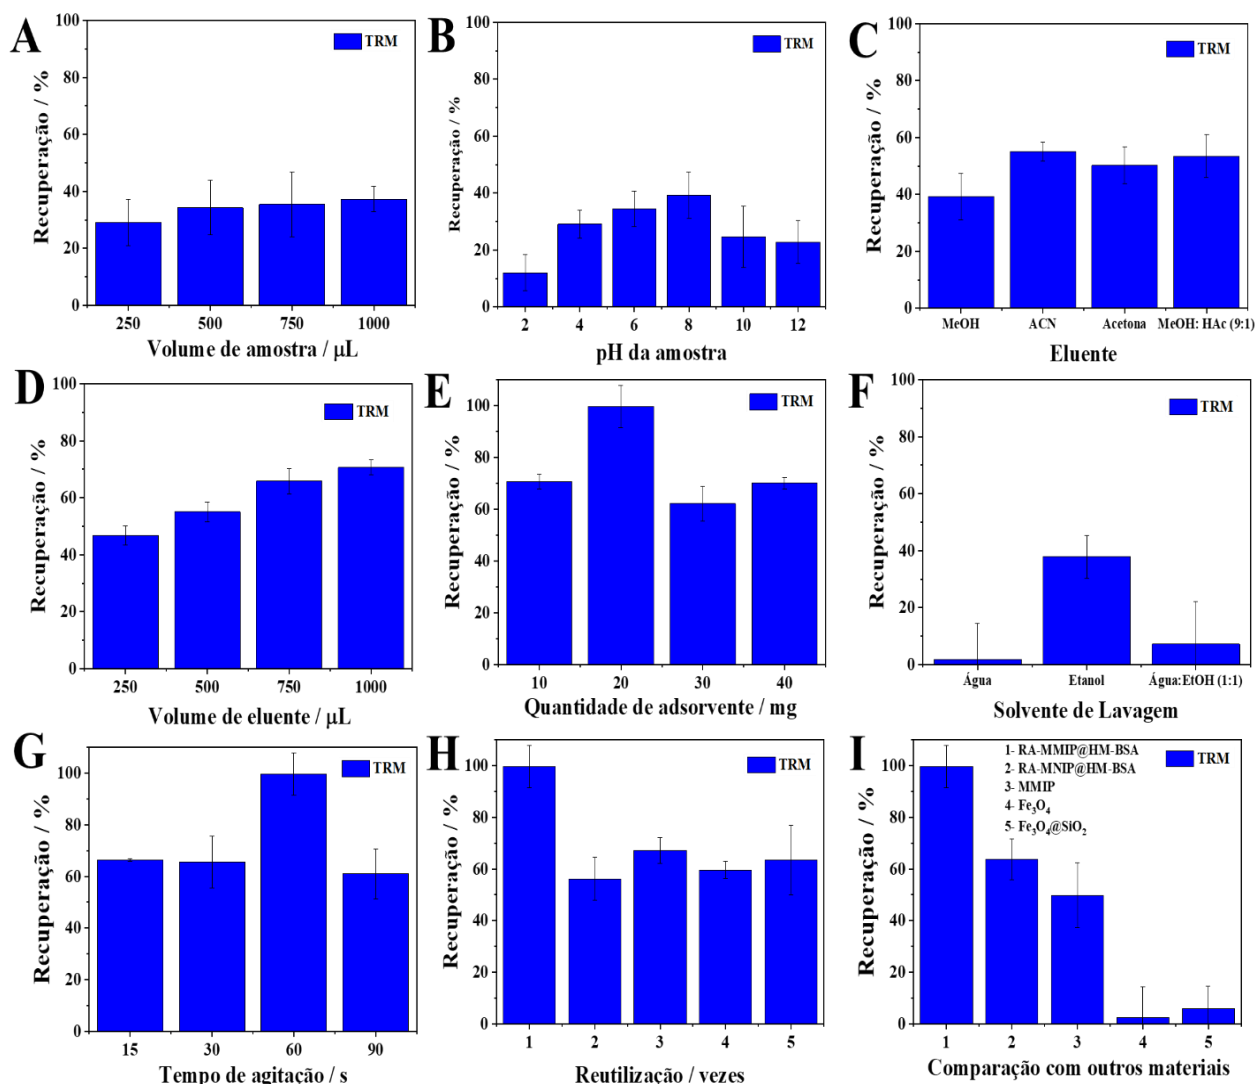 A
TRM
Recuperação / %
100
80
60
40
20
0
250 500 750 1000
Volume de amostra / μL
B
TRM
Recuperação / %
100
80
60
40
20
0
2 4 6 8 10 12
pH da amostra
C
TRM
Recuperação / %
100
80
60
40
20
0
MeOH ACN Acetona MeOH: HAc (9:1)
Eluente
D
TRM
Recuperação / %
100
80
60
40
20
0
250 500 750 1000
Volume de eluente / μL
E
TRM
Recuperação / %
100
80
60
40
20
0
10 20 30 40
Quantidade de adsorvente / mg
F
TRM
Recuperação / %
100
80
60
40
20
0
Água Etanol Água:EtOH (1:1)
Solvente de Lavagem
G
TRM
Recuperação / %
100
80
60
40
20
0
15 30 60 90
Tempo de agitação / s
H
TRM
Recuperação / %
100
80
60
40
20
0
1 2 3 4 5
Reutilização / vezes
I
1- RA-MMIP@HM-BSA
2- RA-MNIP@HM-BSA
3- MMIP
4- Fe₃O₄
5- Fe₃O₄@SiO₂
TRM
Recuperação / %
100
80
60
40
20
0
1 2 3 4 5
Comparação com outros materiais